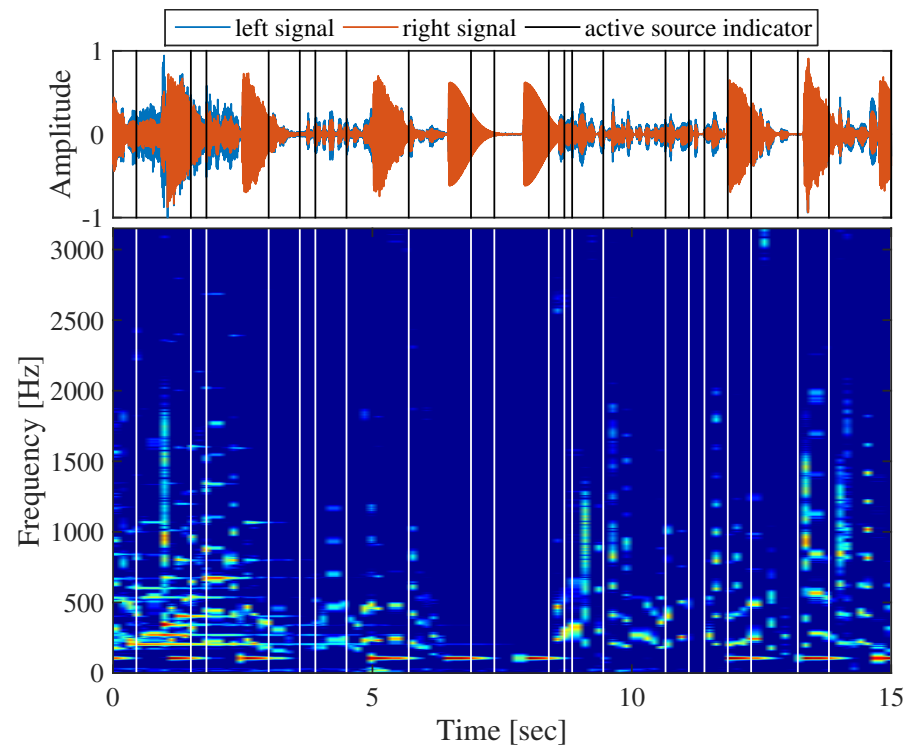 left signal right signal active source indicator
1
0
-1
Amplitude
3000
2500
2000
1500
1000
500
0
Frequency [Hz]
0 5 10 15
Time [sec]